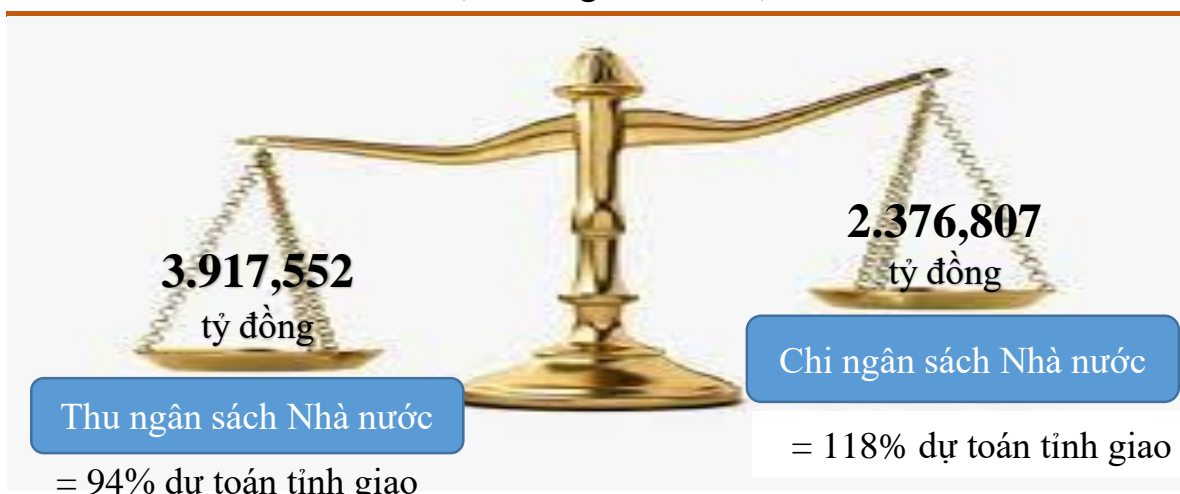 3.917,552
tỷ đồng
Thu ngân sách Nhà nước
= 94% dự toán tỉnh giao
2.376,807
tỷ đồng
Chi ngân sách Nhà nước
= 118% dự toán tỉnh giao